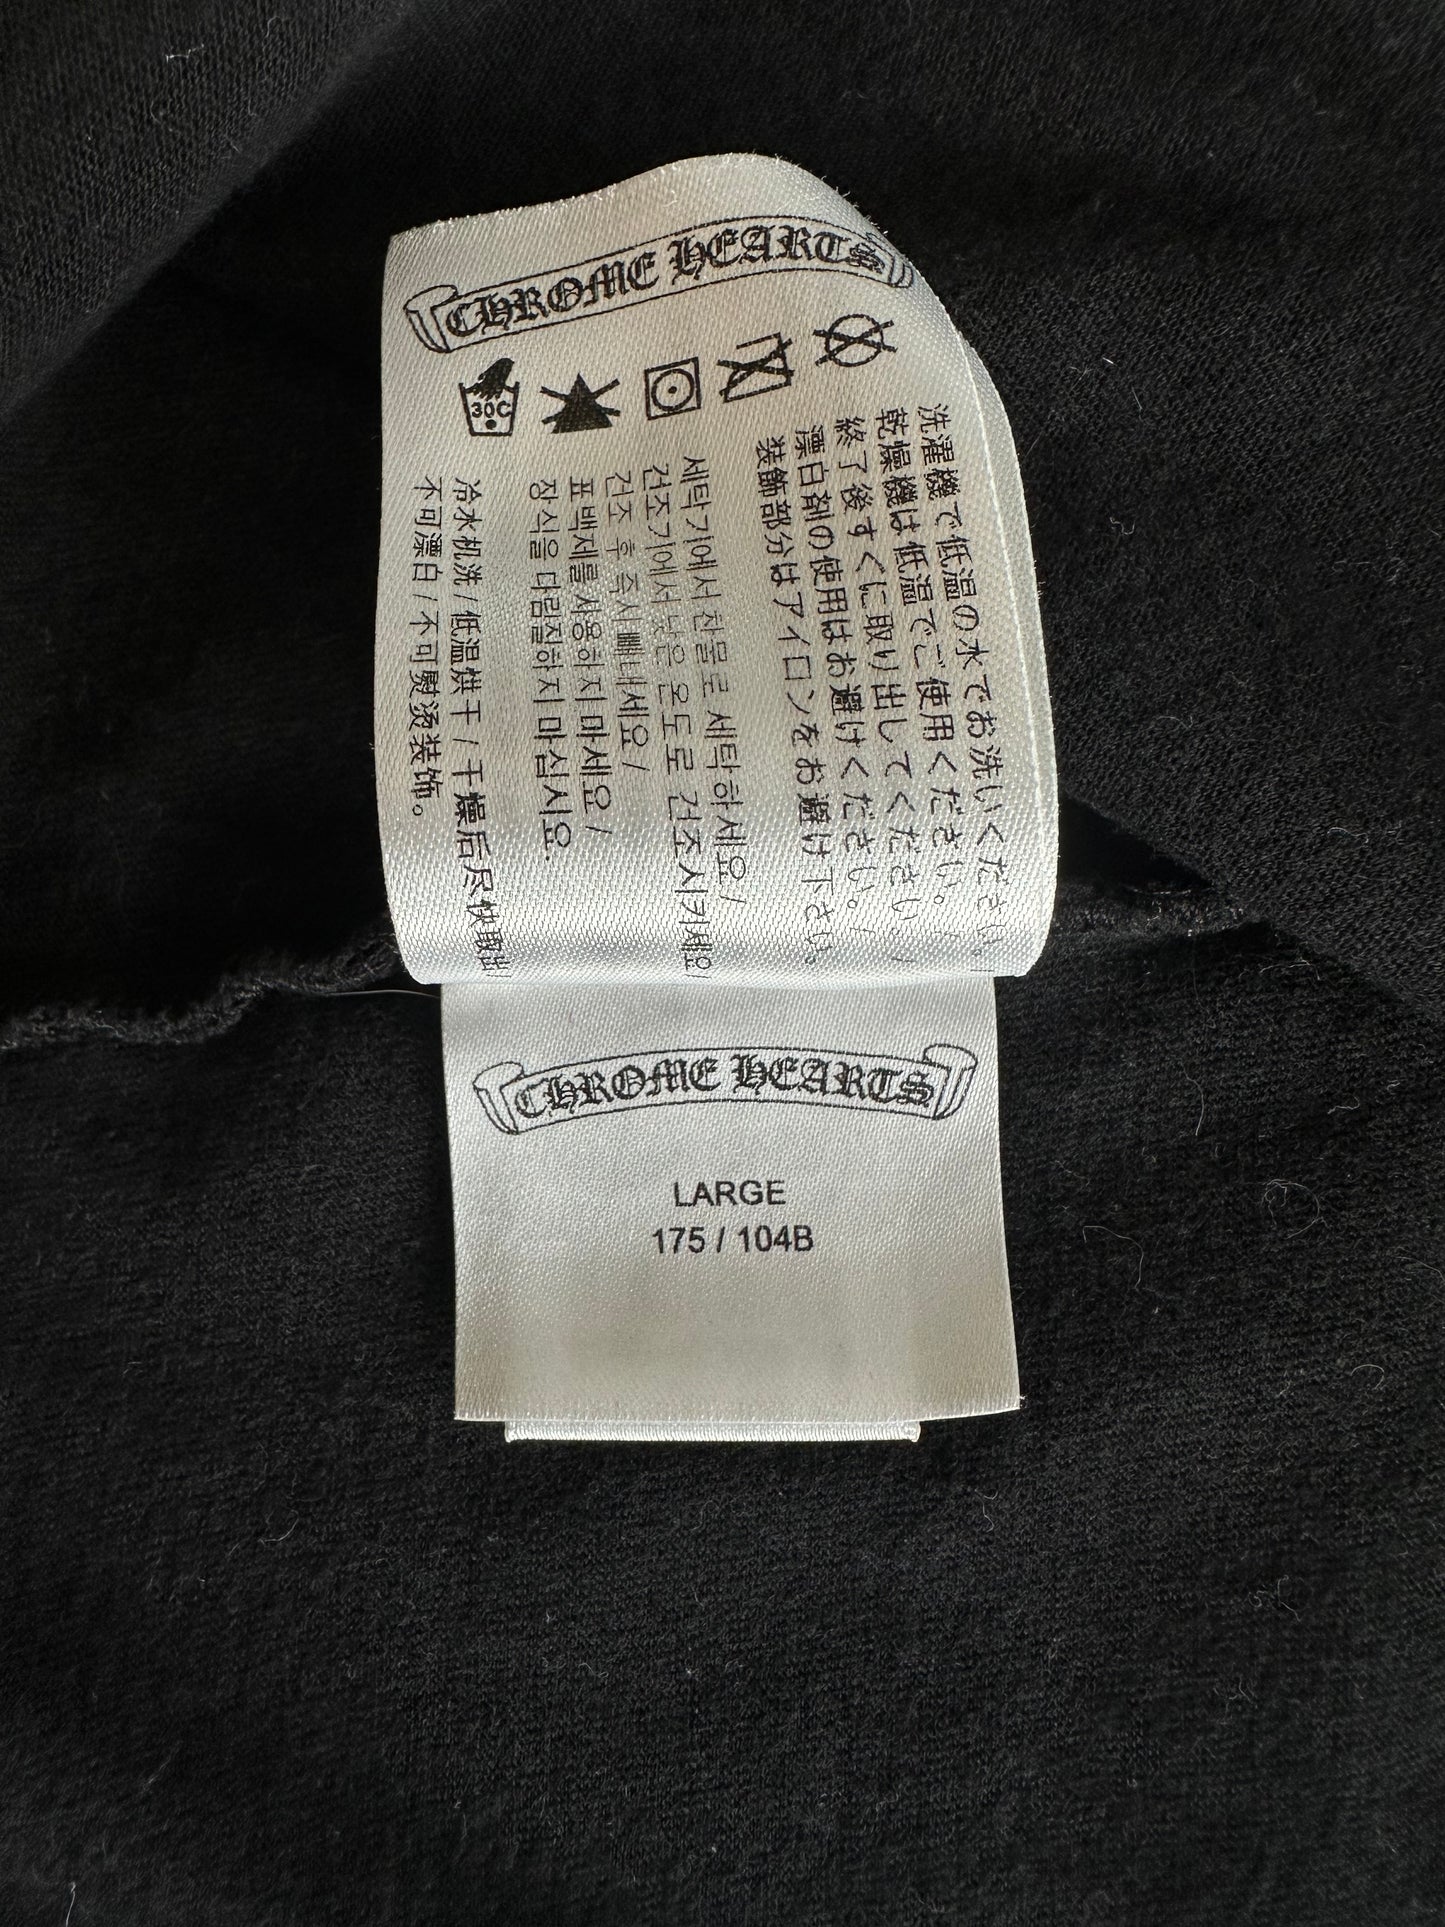 CHROME HEARTS
30C
洗濯機で低温の水でお洗いください。/
乾燥機は低温でご使用ください。
終了後すぐに取り出してください。/
漂白剤の使用はお避けください。/
装飾部分はアイロンをお避け下さい。
세탁기에서 찬물로 세탁하세요/
건조기에서 낮은 온도로 건조시키세요/
건조 후 즉시 빼내세요/
표백제를 사용하지 마세요/
장식을 다림질하지 마십시요.
冷水机洗/低温烘干/干燥后尽快取出/
不可漂白/不可熨烫装饰。
CHROME HEARTS
LARGE
175 / 104B